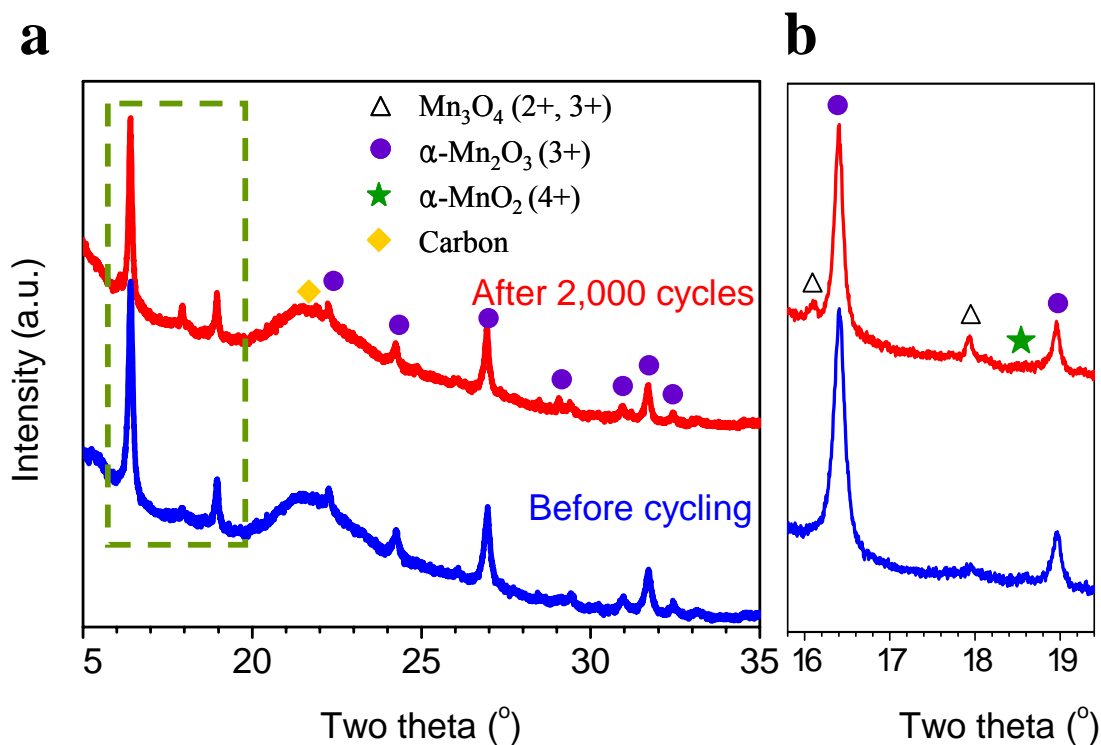 a
b
Mn₃O₄ (2+, 3+)
α-Mn₂O₃ (3+)
α-MnO₂ (4+)
Carbon
After 2,000 cycles
Before cycling
Intensity (a.u.)
5 20 25 30 35
16 17 18 19
Two theta (°)
Two theta (°)